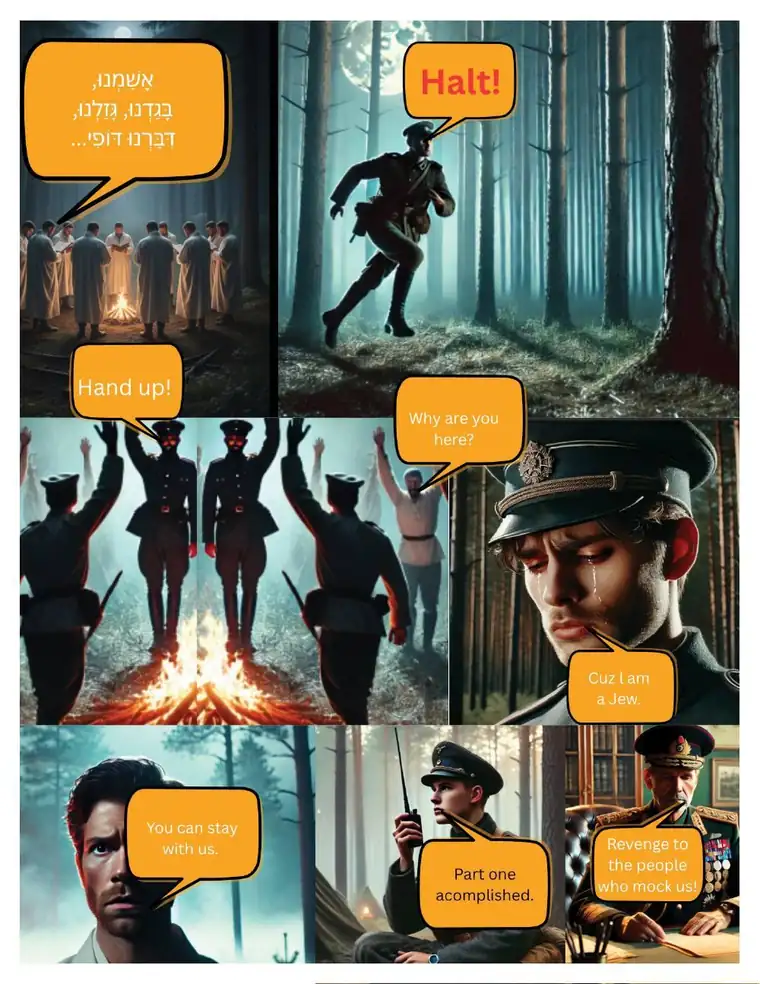 אָשַׁמְנוּ,
בָּגַדְנוּ, גָּזַלְנוּ,
דִּבַּרְנוּ דּוֹפִי...
Halt!
Hand up!
Why are you
here?
Cuz I am
a Jew.
You can stay
with us.
Part one
acomplished.
Revenge to
the people
who mock us!